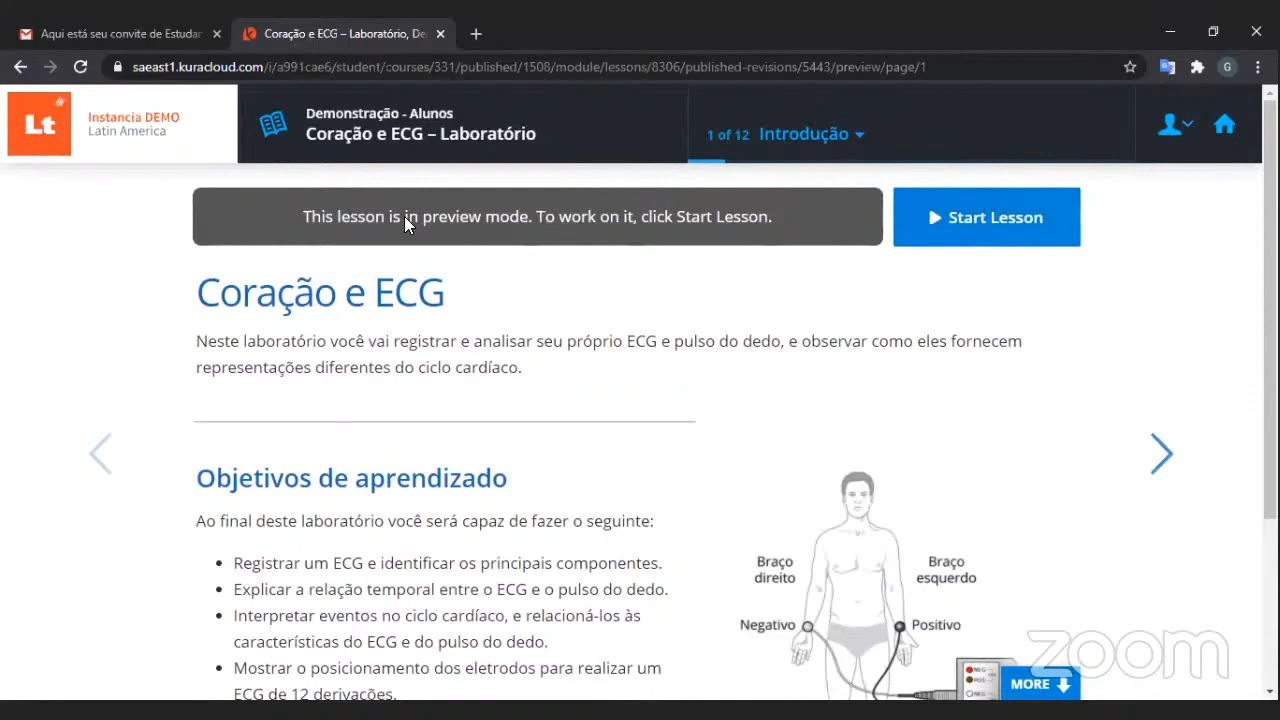 Aqui está seu convite de Estudar
Coração e ECG – Laboratório, De
saeast1.kuracloud.com/i/a991cae6/student/courses/331/published/1508/module/lessons/8306/published-revisions/5443/preview/page/1
G
Lt
Instancia DEMO
Latin America
Demonstração - Alunos
Coração e ECG – Laboratório
1 of 12 Introdução
This lesson is in preview mode. To work on it, click Start Lesson.
Start Lesson
Coração e ECG
Neste laboratório você vai registrar e analisar seu próprio ECG e pulso do dedo, e observar como eles fornecem
representações diferentes do ciclo cardíaco.
Objetivos de aprendizado
Ao final deste laboratório você será capaz de fazer o seguinte:
Registrar um ECG e identificar os principais componentes.
Explicar a relação temporal entre o ECG e o pulso do dedo.
Interpretar eventos no ciclo cardíaco, e relacioná-los às
características do ECG e do pulso do dedo.
Mostrar o posicionamento dos eletrodos para realizar um
ECG de 12 derivações.
Braço
direito
Braço
esquerdo
Negativo
Positivo
MORE
zoom